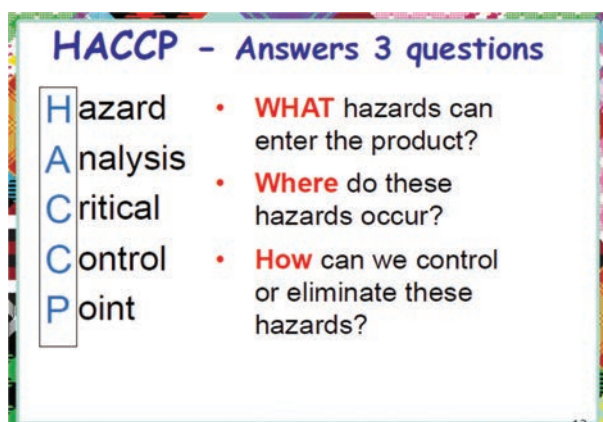 HACCP – Answers 3 questions
Hazard
Analysis
Critical
Control
Point
• WHAT hazards can
enter the product?
• Where do these
hazards occur?
• How can we control
or eliminate these
hazards?